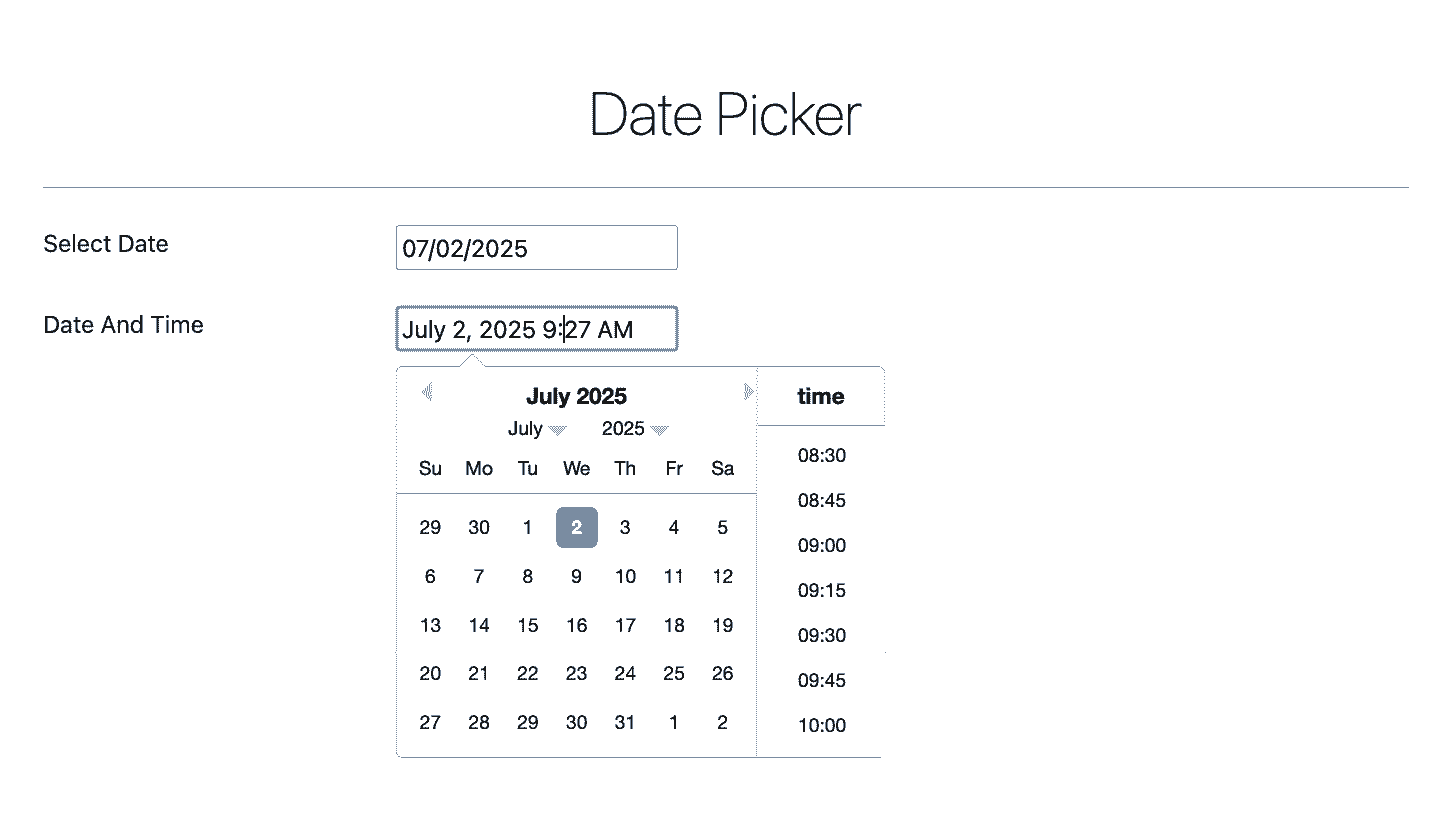 Date Picker
Select Date
07/02/2025
Date And Time
July 2, 2025 9:27 AM
July 2025
July 2025
Su Mo Tu We Th Fr Sa
29 30 1 2 3 4 5
6 7 8 9 10 11 12
13 14 15 16 17 18 19
20 21 22 23 24 25 26
27 28 29 30 31 1 2
time
08:30
08:45
09:00
09:15
09:30
09:45
10:00